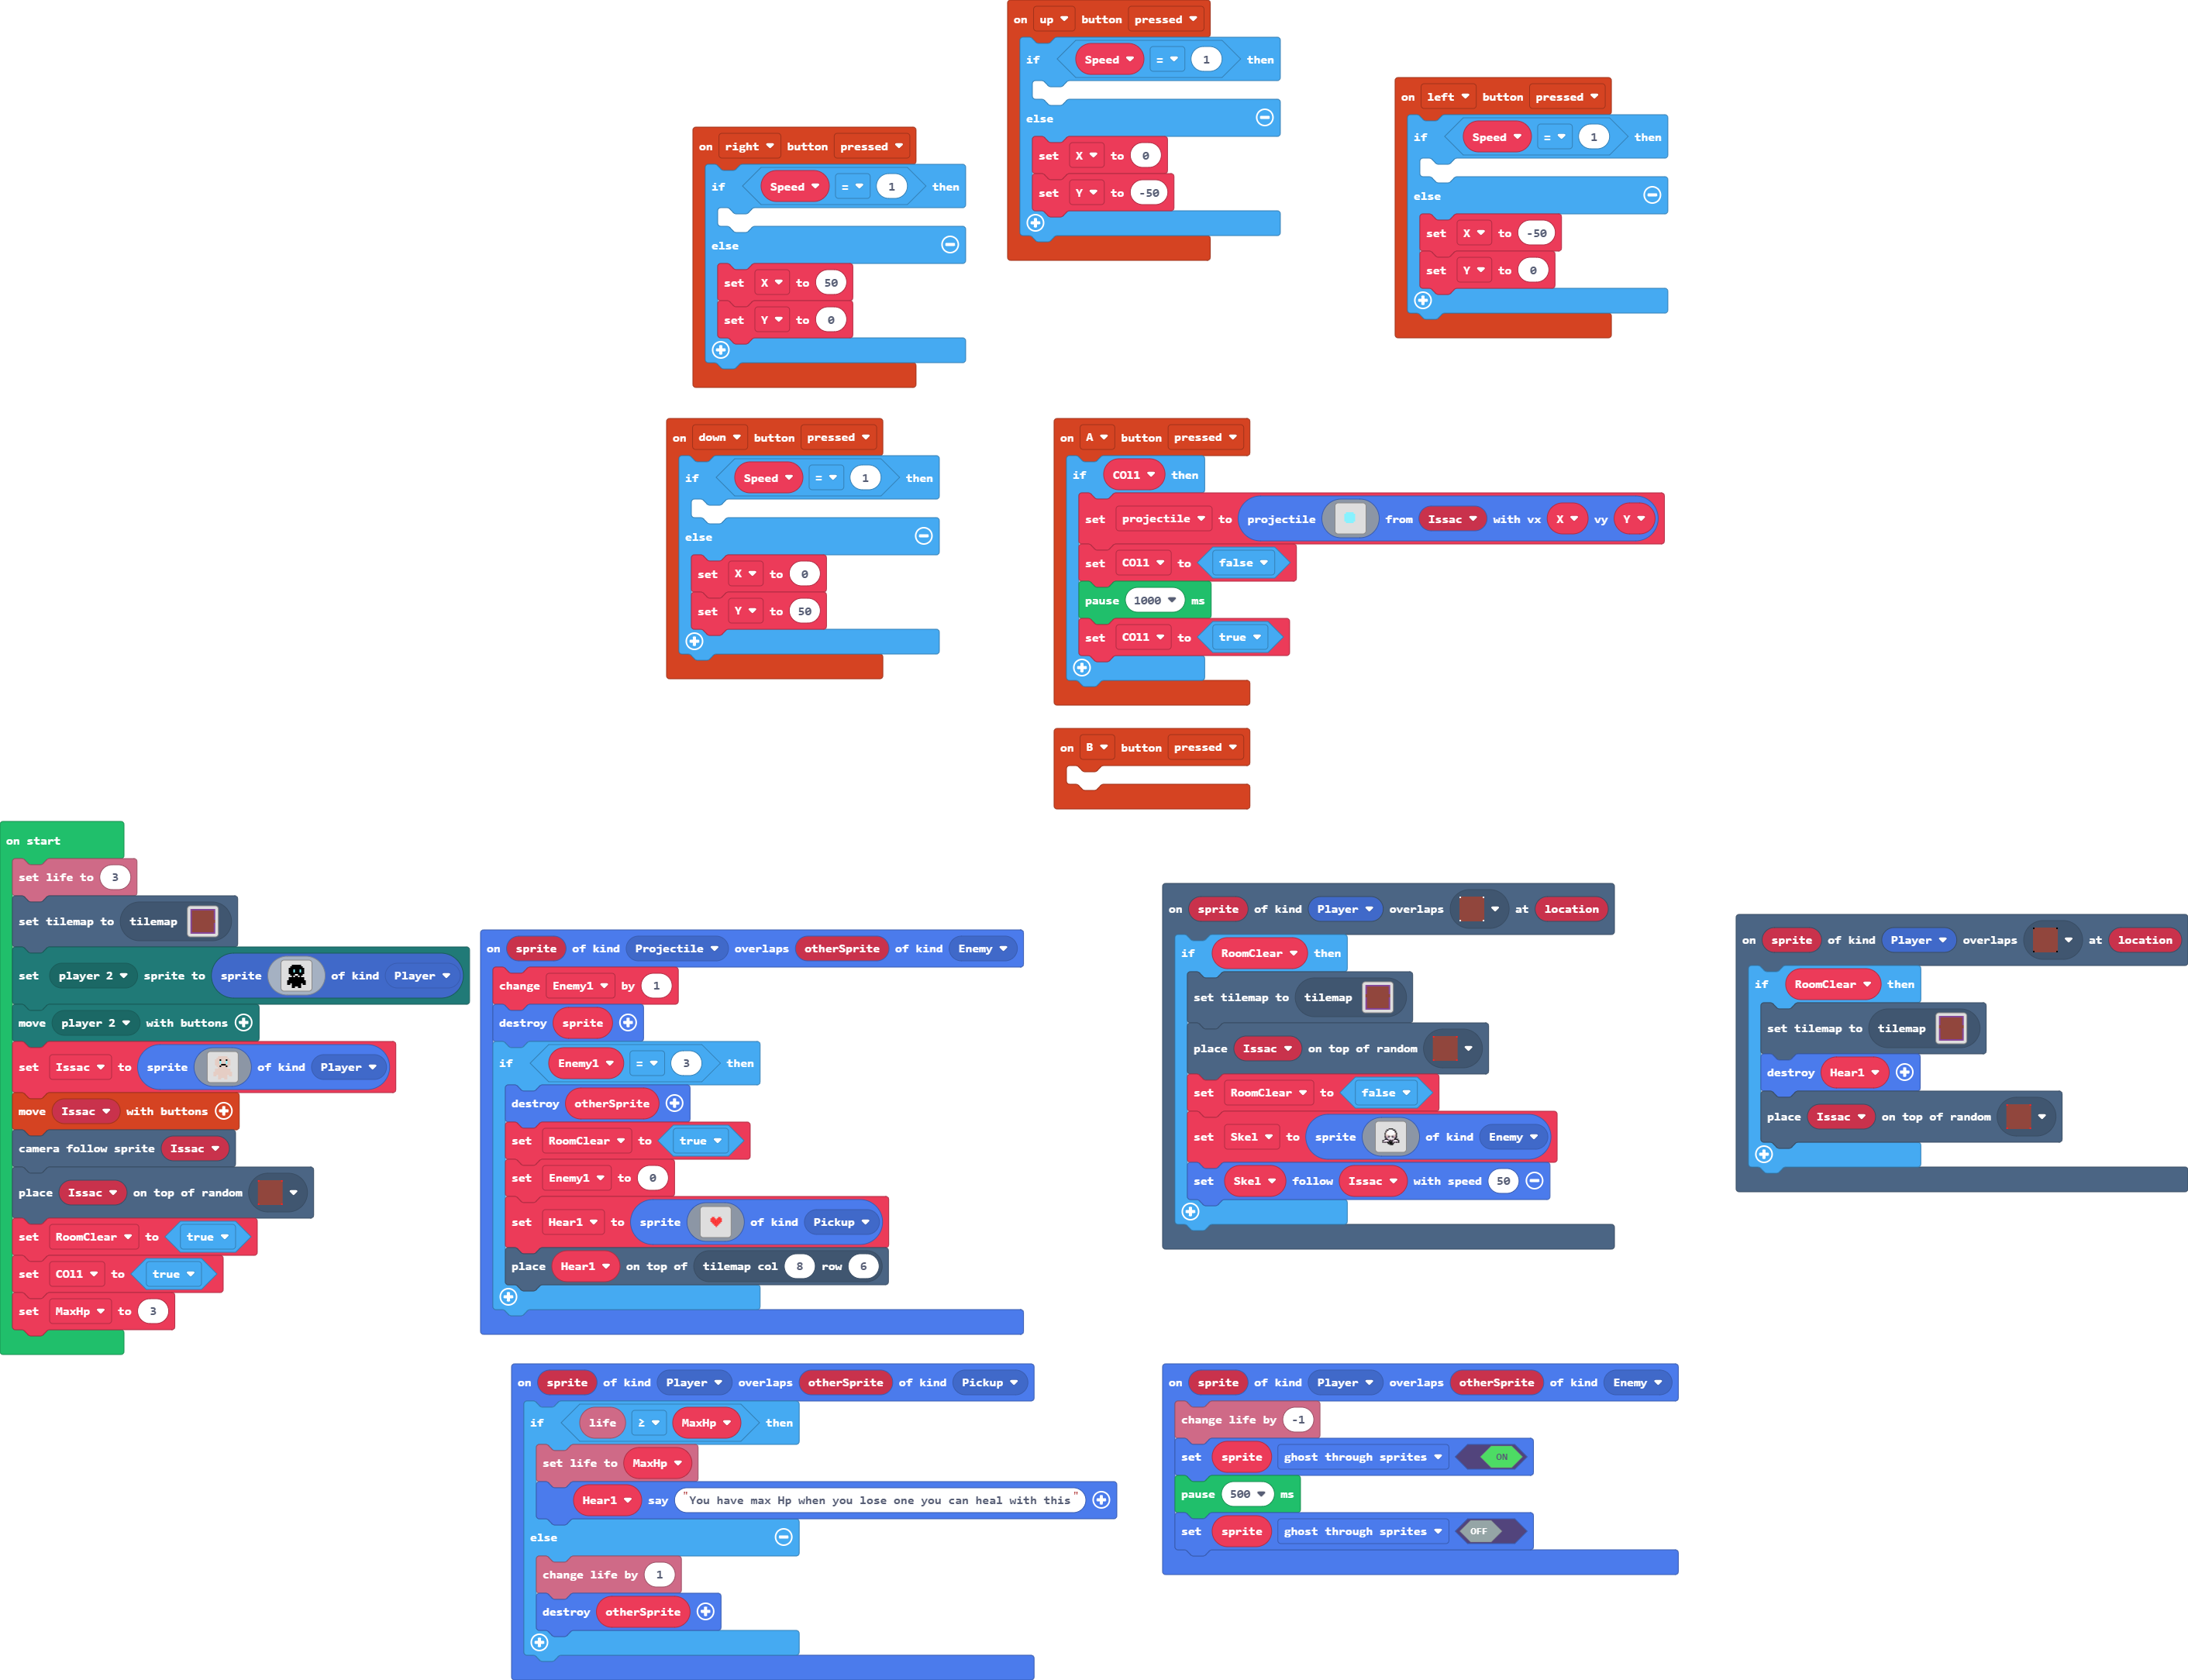 on up button pressed
if Speed = 1 then
else
set X to 0
set Y to -50
on left button pressed
if Speed = 1 then
else
set X to -50
set Y to 0
on right button pressed
if Speed = 1 then
else
set X to 50
set Y to 0
on down button pressed
if Speed = 1 then
else
set X to 0
set Y to 50
on A button pressed
if COl1 then
set projectile to projectile from Issac with vx X vy Y
set COl1 to false
pause 1000 ms
set COl1 to true
on B button pressed
on start
set life to 3
set tilemap to tilemap
set player 2 sprite to sprite of kind Player
move player 2 with buttons
set Issac to sprite of kind Player
move Issac with buttons
camera follow sprite Issac
place Issac on top of random
set RoomClear to true
set COl1 to true
set MaxHp to 3
on sprite of kind Projectile overlaps otherSprite of kind Enemy
change Enemy1 by 1
destroy sprite
if Enemy1 = 3 then
destroy otherSprite
set RoomClear to true
set Enemy1 to 0
set Hear1 to sprite of kind Pickup
place Hear1 on top of tilemap col 8 row 6
on sprite of kind Player overlaps at location
if RoomClear then
set tilemap to tilemap
place Issac on top of random
set RoomClear to false
set Skel to sprite of kind Enemy
set Skel follow Issac with speed 50
on sprite of kind Player overlaps at location
if RoomClear then
set tilemap to tilemap
destroy Hear1
place Issac on top of random
on sprite of kind Player overlaps otherSprite of kind Pickup
if life ≥ MaxHp then
set life to MaxHp
Hear1 say "You have max Hp when you lose one you can heal with this"
else
change life by 1
destroy otherSprite
on sprite of kind Player overlaps otherSprite of kind Enemy
change life by -1
set sprite ghost through sprites ON
pause 500 ms
set sprite ghost through sprites OFF